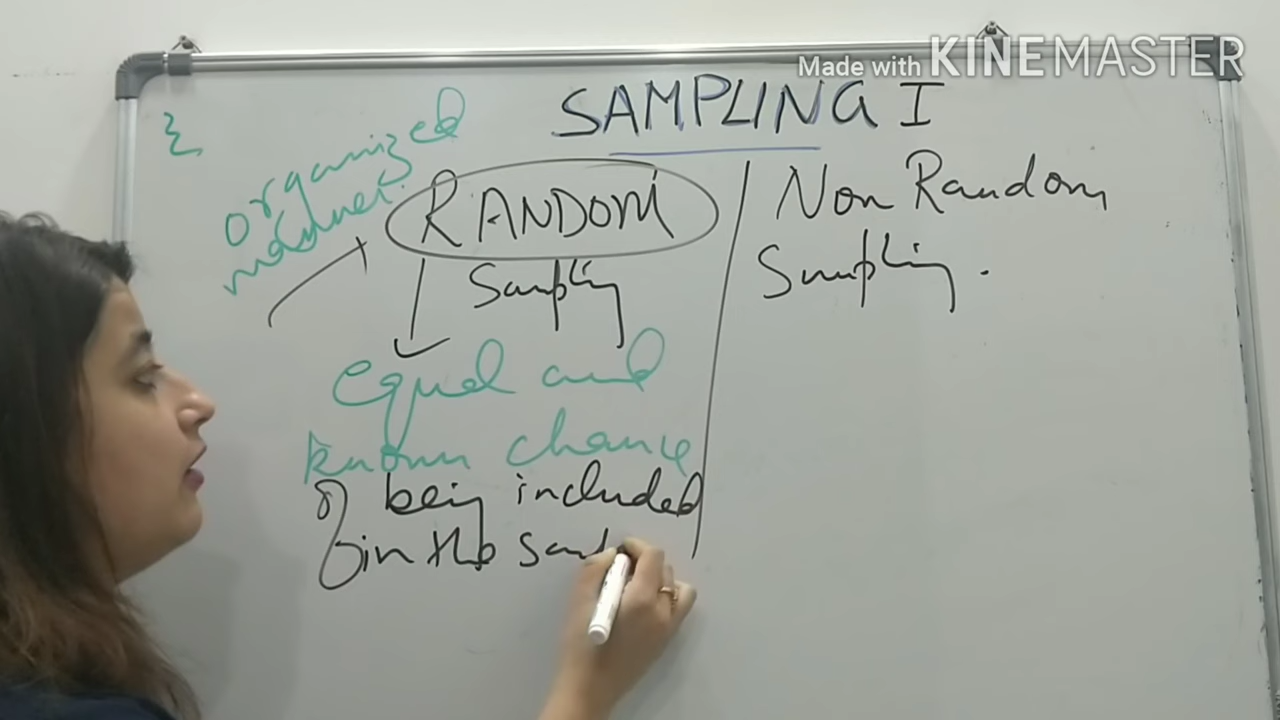 Made with KINEMASTER
SAMPLING I
organized
manner.
RANDOM
Sampling
Non Random
Sampling.
equal and
known chance
of being included
in the sam